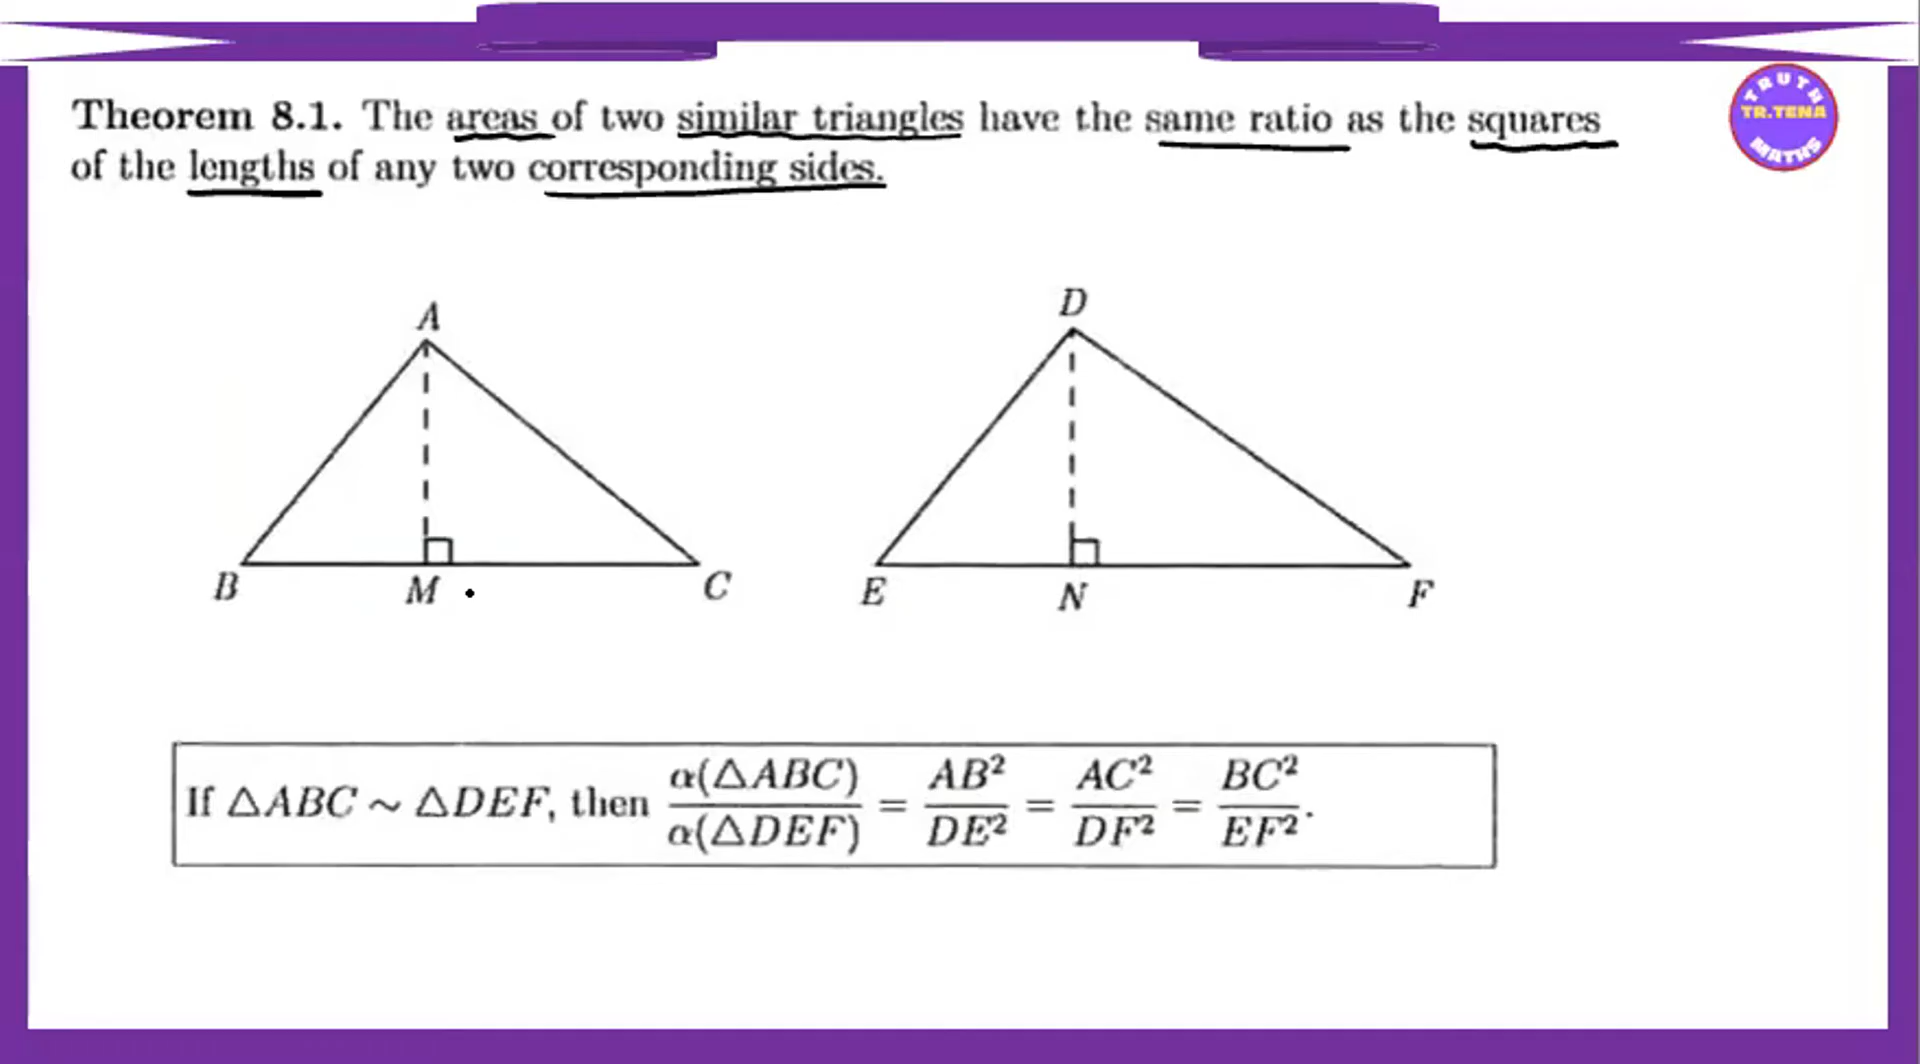 Theorem 8.1. The areas of two similar triangles have the same ratio as the squares
of the lengths of any two corresponding sides.
TRUTH
TR.TENA
MATHS
A
D
B
M
C
E
N
F
If △ABC ~ △DEF, then α(△ABC)/α(△DEF) = AB²/DE² = AC²/DF² = BC²/EF².